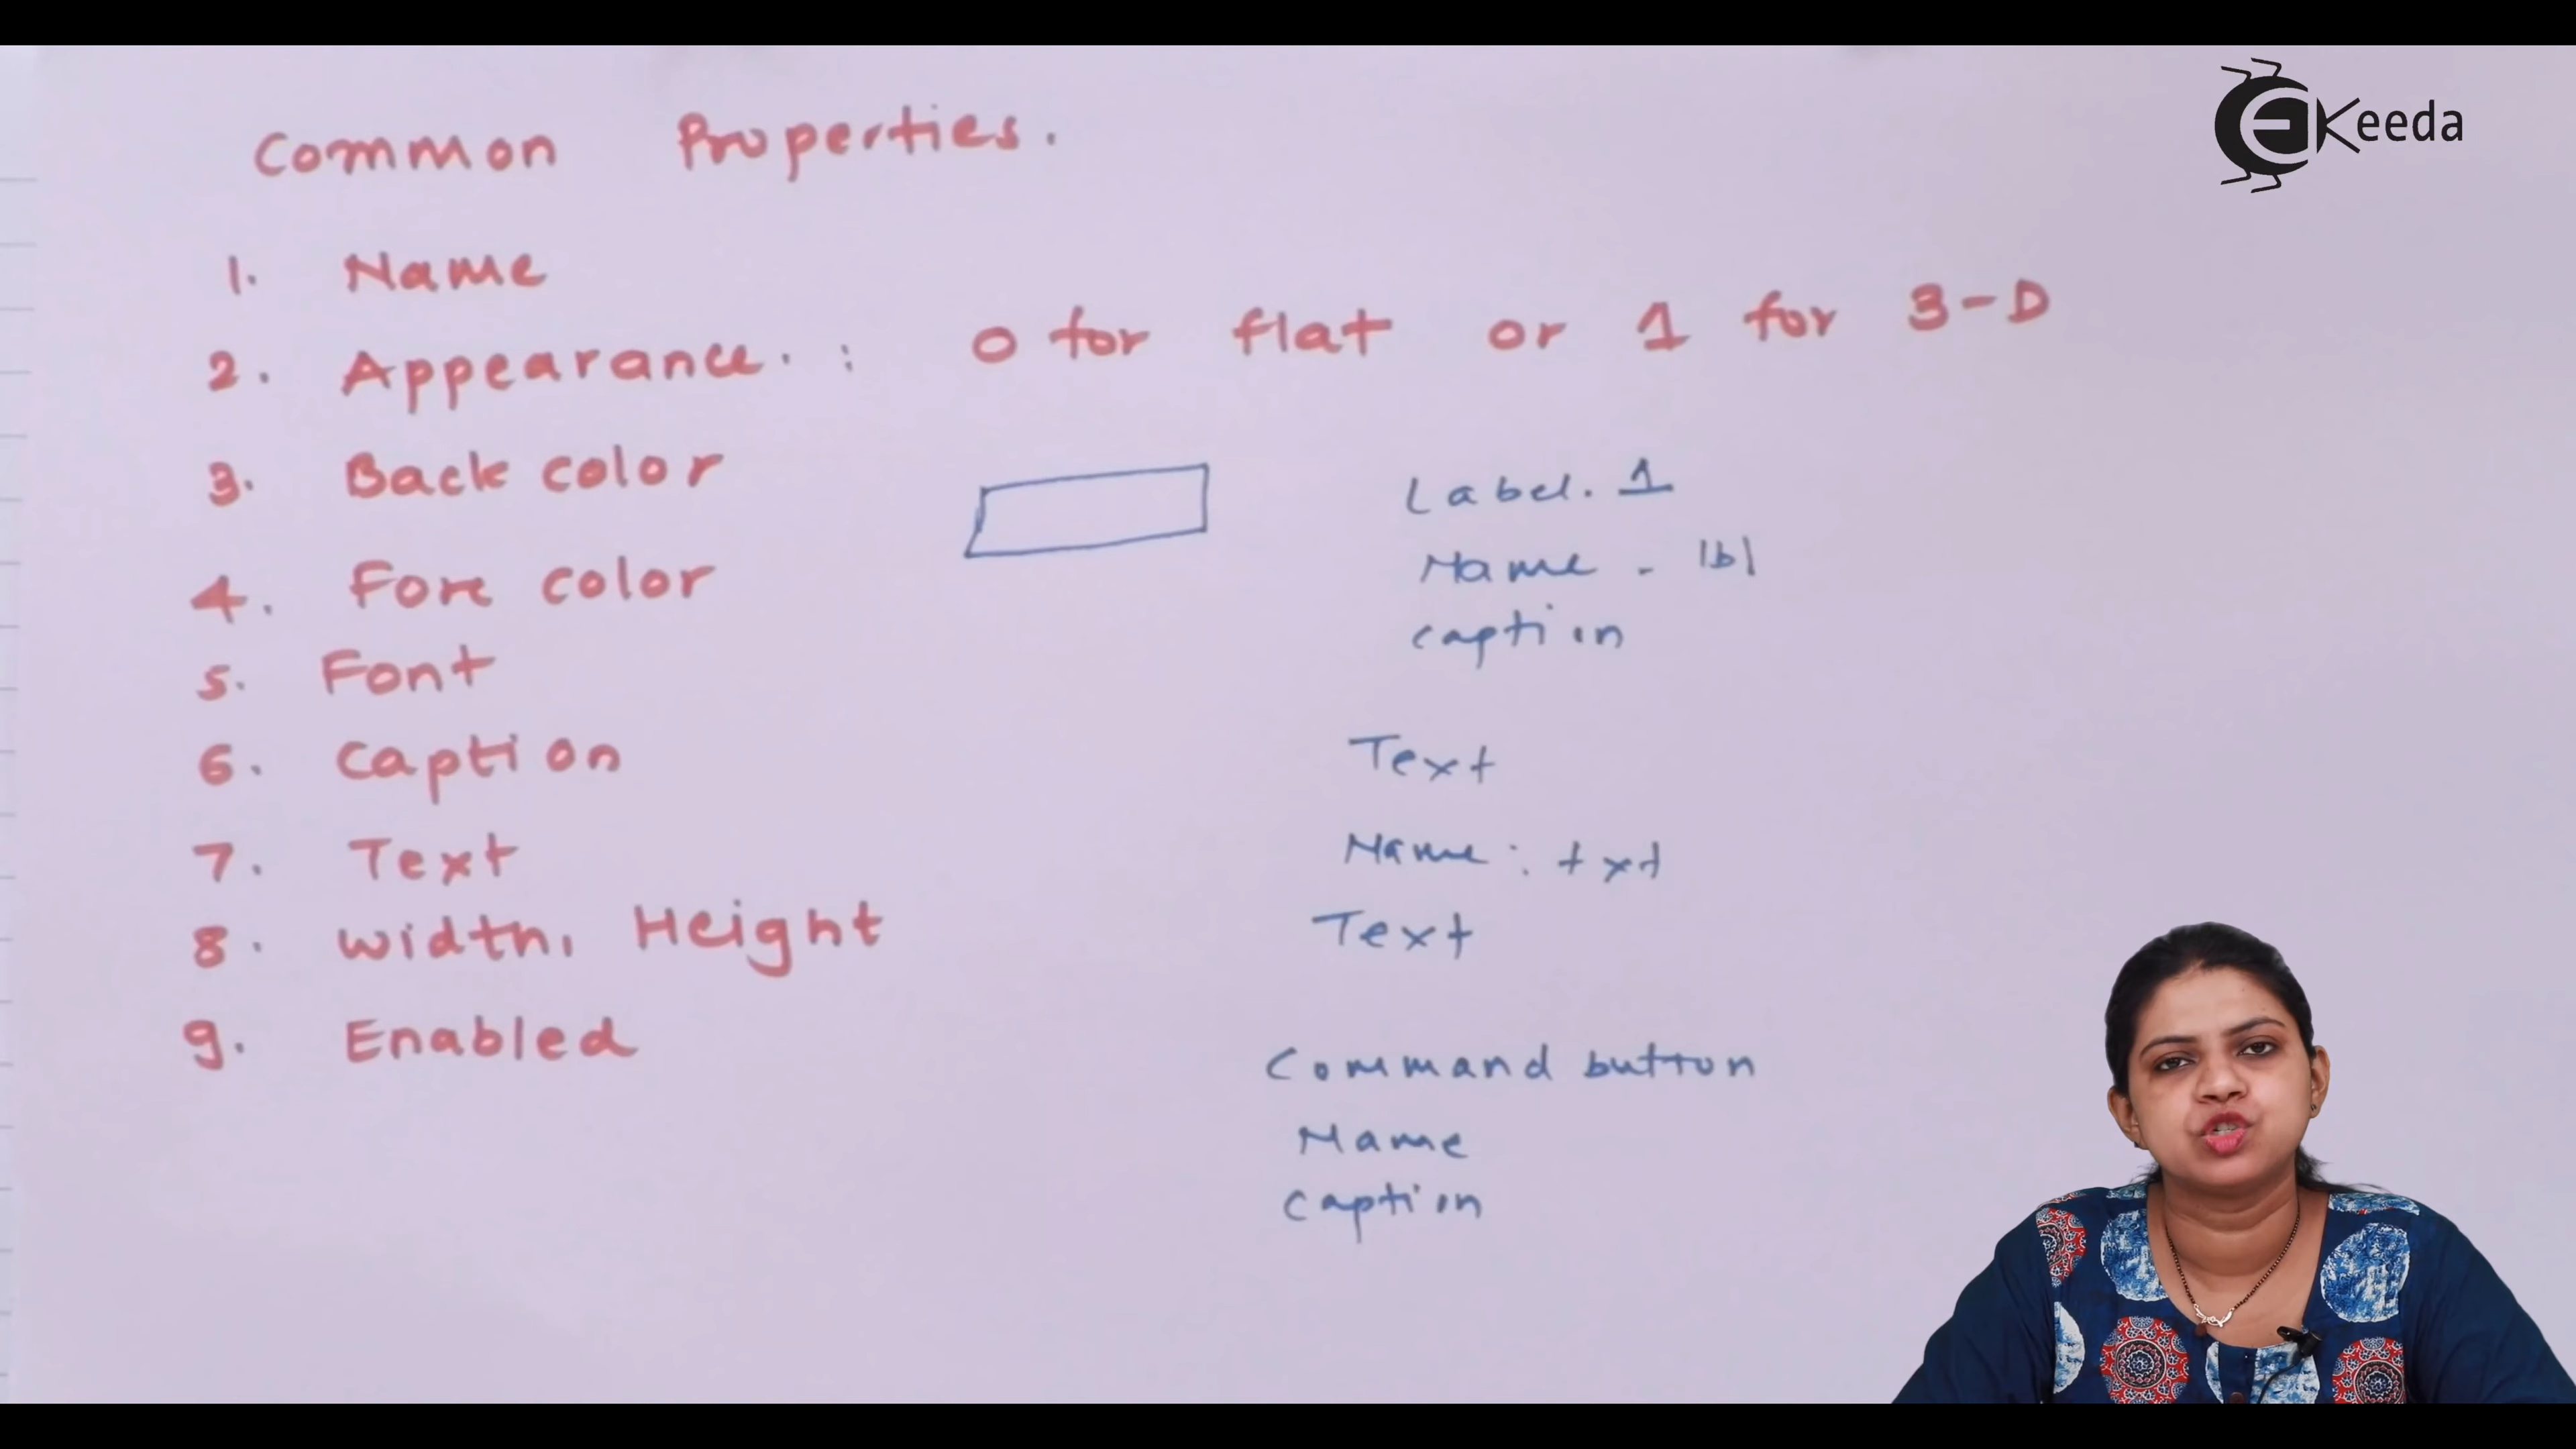 EKeeda
Common Properties.
1. Name
2. Appearance. : 0 for flat or 1 for 3-D
3. Back color
4. Fore color
5. Font
6. Caption
7. Text
8. Width, Height
9. Enabled
Label. 1
Name - lbl
caption
Text
Name : txt
Text
Command button
Name
Caption